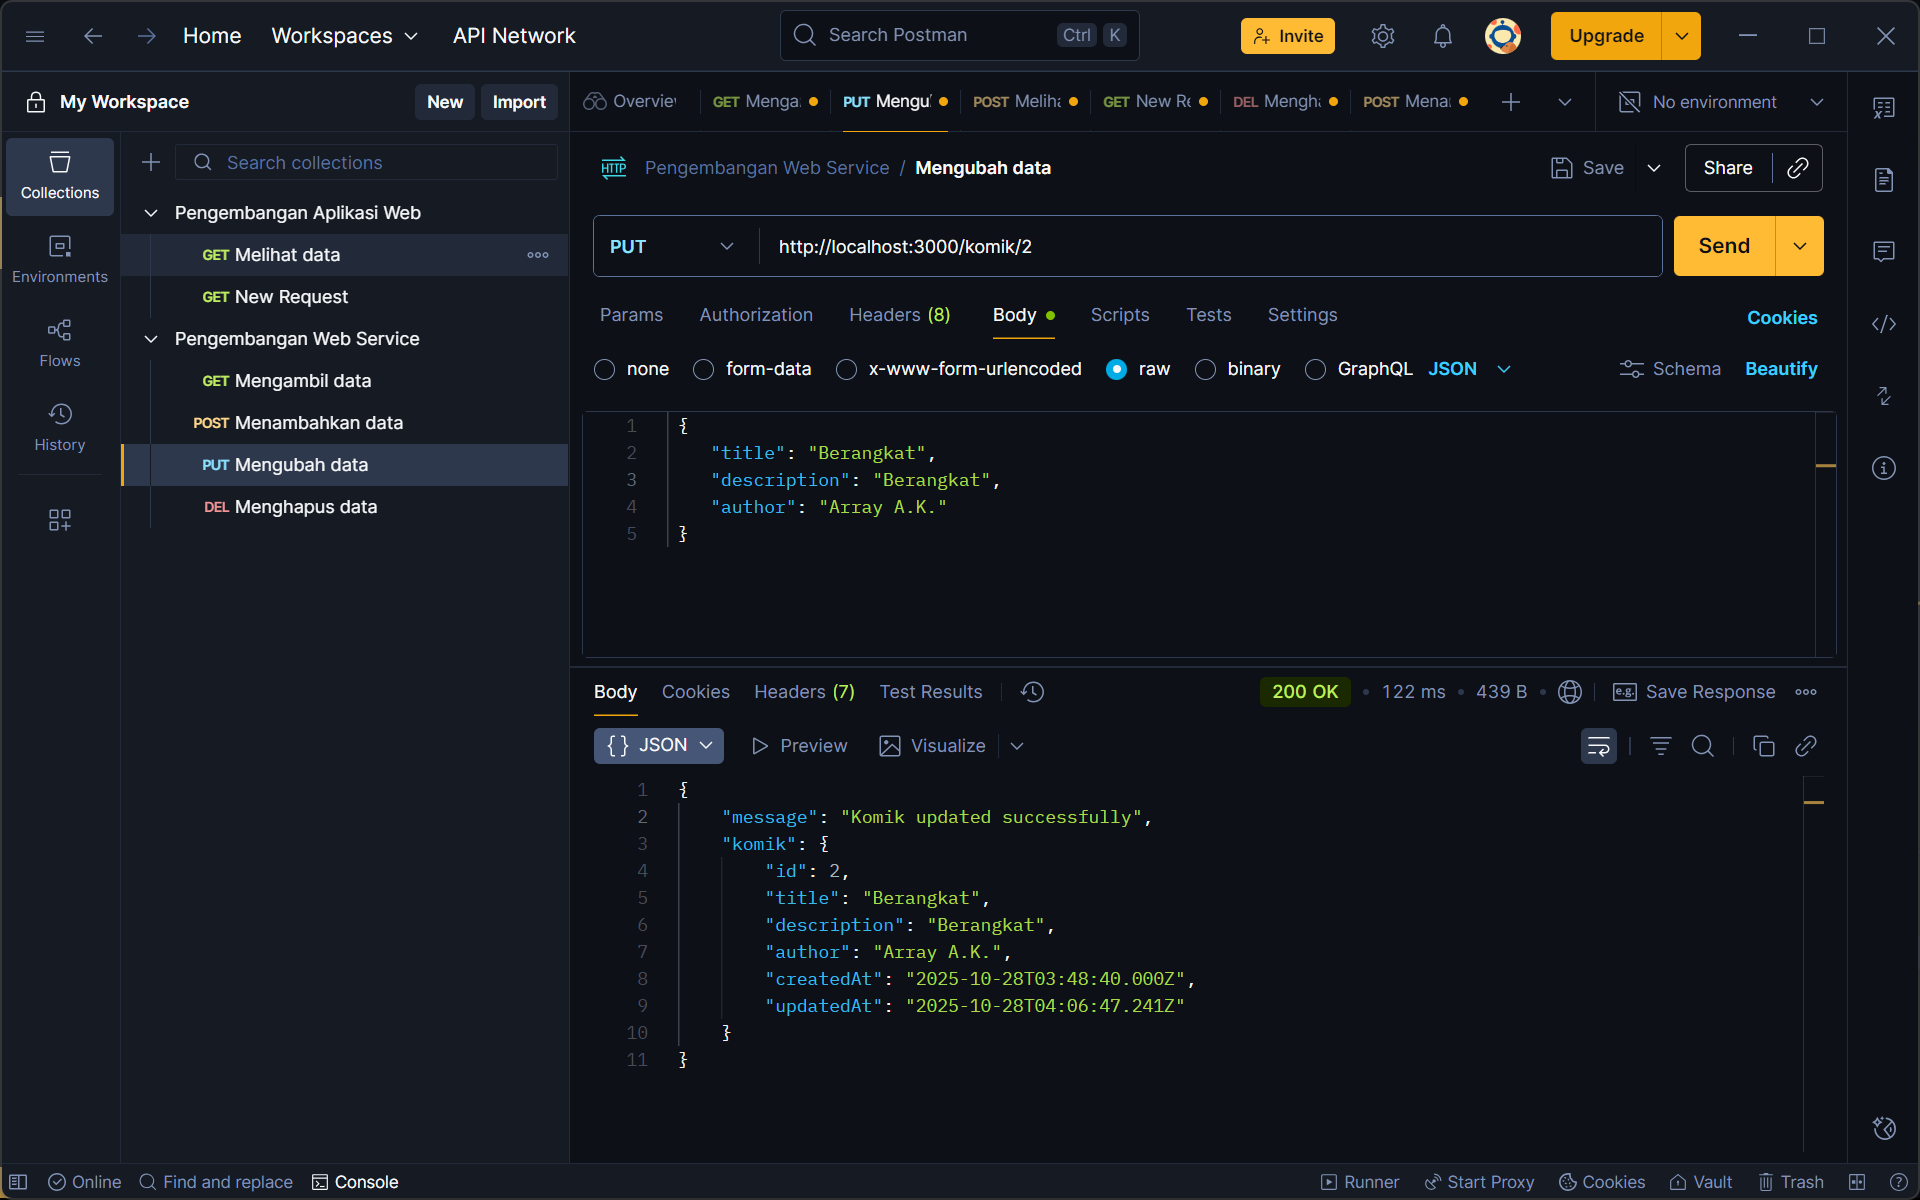 Home
Workspaces
API Network
Search Postman
Ctrl K
Invite
Upgrade
My Workspace
New
Import
Overvie
GET Menga
PUT Mengu
POST Meliha
GET New Re
DEL Mengha
POST Mena
No environment
Collections
Environments
Flows
History
Search collections
Pengembangan Aplikasi Web
GET Melihat data
GET New Request
Pengembangan Web Service
GET Mengambil data
POST Menambahkan data
PUT Mengubah data
DEL Menghapus data
HTTP
Pengembangan Web Service / Mengubah data
Save
Share
PUT
http://localhost:3000/komik/2
Send
Params
Authorization
Headers (8)
Body
Scripts
Tests
Settings
Cookies
none
form-data
x-www-form-urlencoded
raw
binary
GraphQL
JSON
Schema
Beautify
1 {
2 "title": "Berangkat",
3 "description": "Berangkat",
4 "author": "Array A.K."
5 }
Body
Cookies
Headers (7)
Test Results
200 OK
122 ms
439 B
e.g. Save Response
{} JSON
Preview
Visualize
1 {
2 "message": "Komik updated successfully",
3 "komik": {
4 "id": 2,
5 "title": "Berangkat",
6 "description": "Berangkat",
7 "author": "Array A.K.",
8 "createdAt": "2025-10-28T03:48:40.000Z",
9 "updatedAt": "2025-10-28T04:06:47.241Z"
10 }
11 }
Online
Find and replace
Console
Runner
Start Proxy
Cookies
Vault
Trash